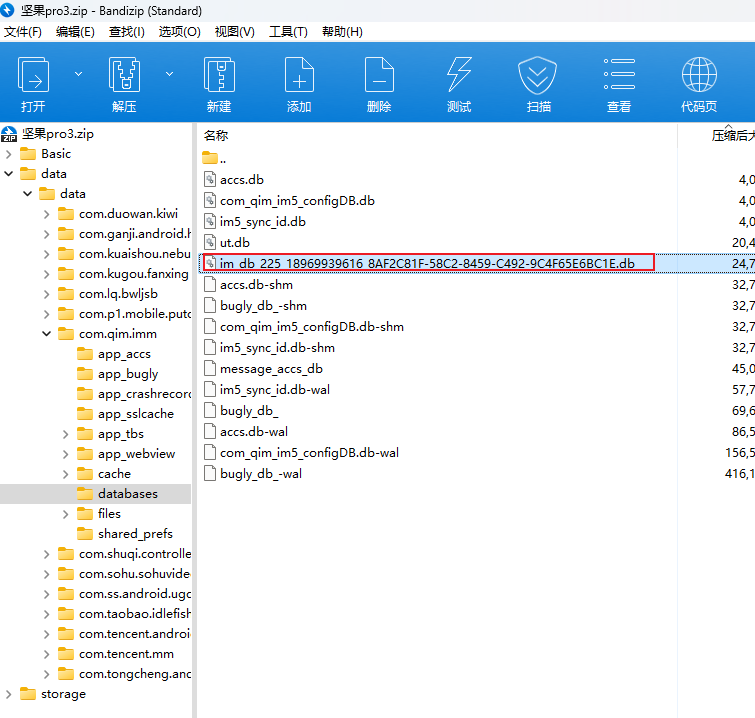 坚果pro3.zip - Bandizip (Standard)
文件(F) 编辑(E) 查找(I) 选项(O) 视图(V) 工具(T) 帮助(H)
打开 解压 新建 添加 删除 测试 扫描 查看 代码页
坚果pro3.zip
Basic
data
data
com.duowan.kiwi
com.ganji.android.h
com.kuaishou.nebu
com.kugou.fanxing
com.lq.bwljsb
com.p1.mobile.putc
com.qim.imm
app_accs
app_bugly
app_crashrecord
app_sslcache
app_tbs
app_webview
cache
databases
files
shared_prefs
com.shuqi.controlle
com.sohu.sohuvide
com.ss.android.ugc
com.taobao.idlefish
com.tencent.androi
com.tencent.mm
com.tongcheng.anc
storage
名称 压缩后大
..
accs.db 4,0
com_qim_im5_configDB.db 4,0
im5_sync_id.db 4,0
ut.db 20,4
im_db_225_18969939616_8AF2C81F-58C2-8459-C492-9C4F65E6BC1E.db 24,7
accs.db-shm 32,7
bugly_db_-shm 32,7
com_qim_im5_configDB.db-shm 32,7
im5_sync_id.db-shm 32,7
message_accs_db 45,0
im5_sync_id.db-wal 57,7
bugly_db_ 69,6
accs.db-wal 86,5
com_qim_im5_configDB.db-wal 156,5
bugly_db_-wal 416,1